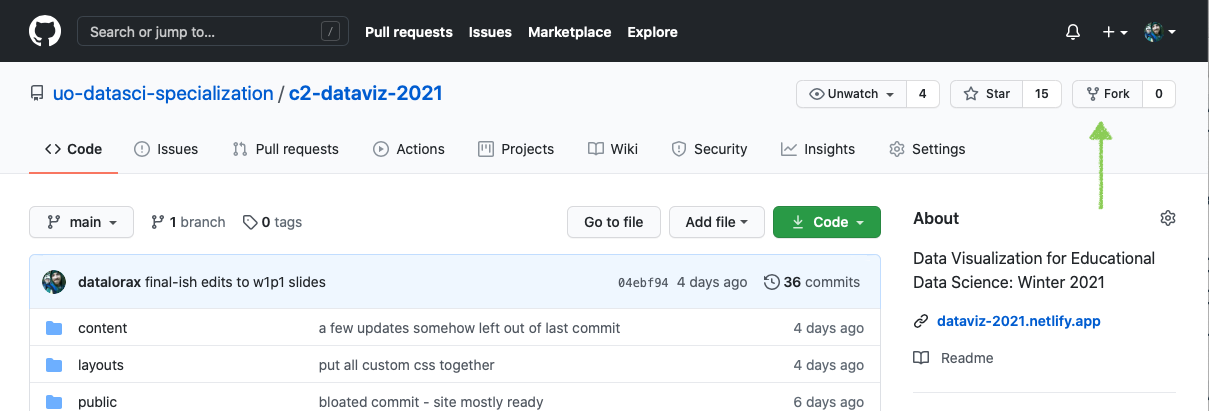 Search or jump to… / Pull requests Issues Marketplace Explore
uo-datasci-specialization / c2-dataviz-2021 Unwatch 4 Star 15 Fork 0
Code Issues Pull requests Actions Projects Wiki Security Insights Settings
main 1 branch 0 tags Go to file Add file Code
About
datalorax final-ish edits to w1p1 slides 04ebf94 4 days ago 36 commits
content a few updates somehow left out of last commit 4 days ago
layouts put all custom css together 4 days ago
public bloated commit - site mostly ready 6 days ago
Data Visualization for Educational
Data Science: Winter 2021
dataviz-2021.netlify.app
Readme